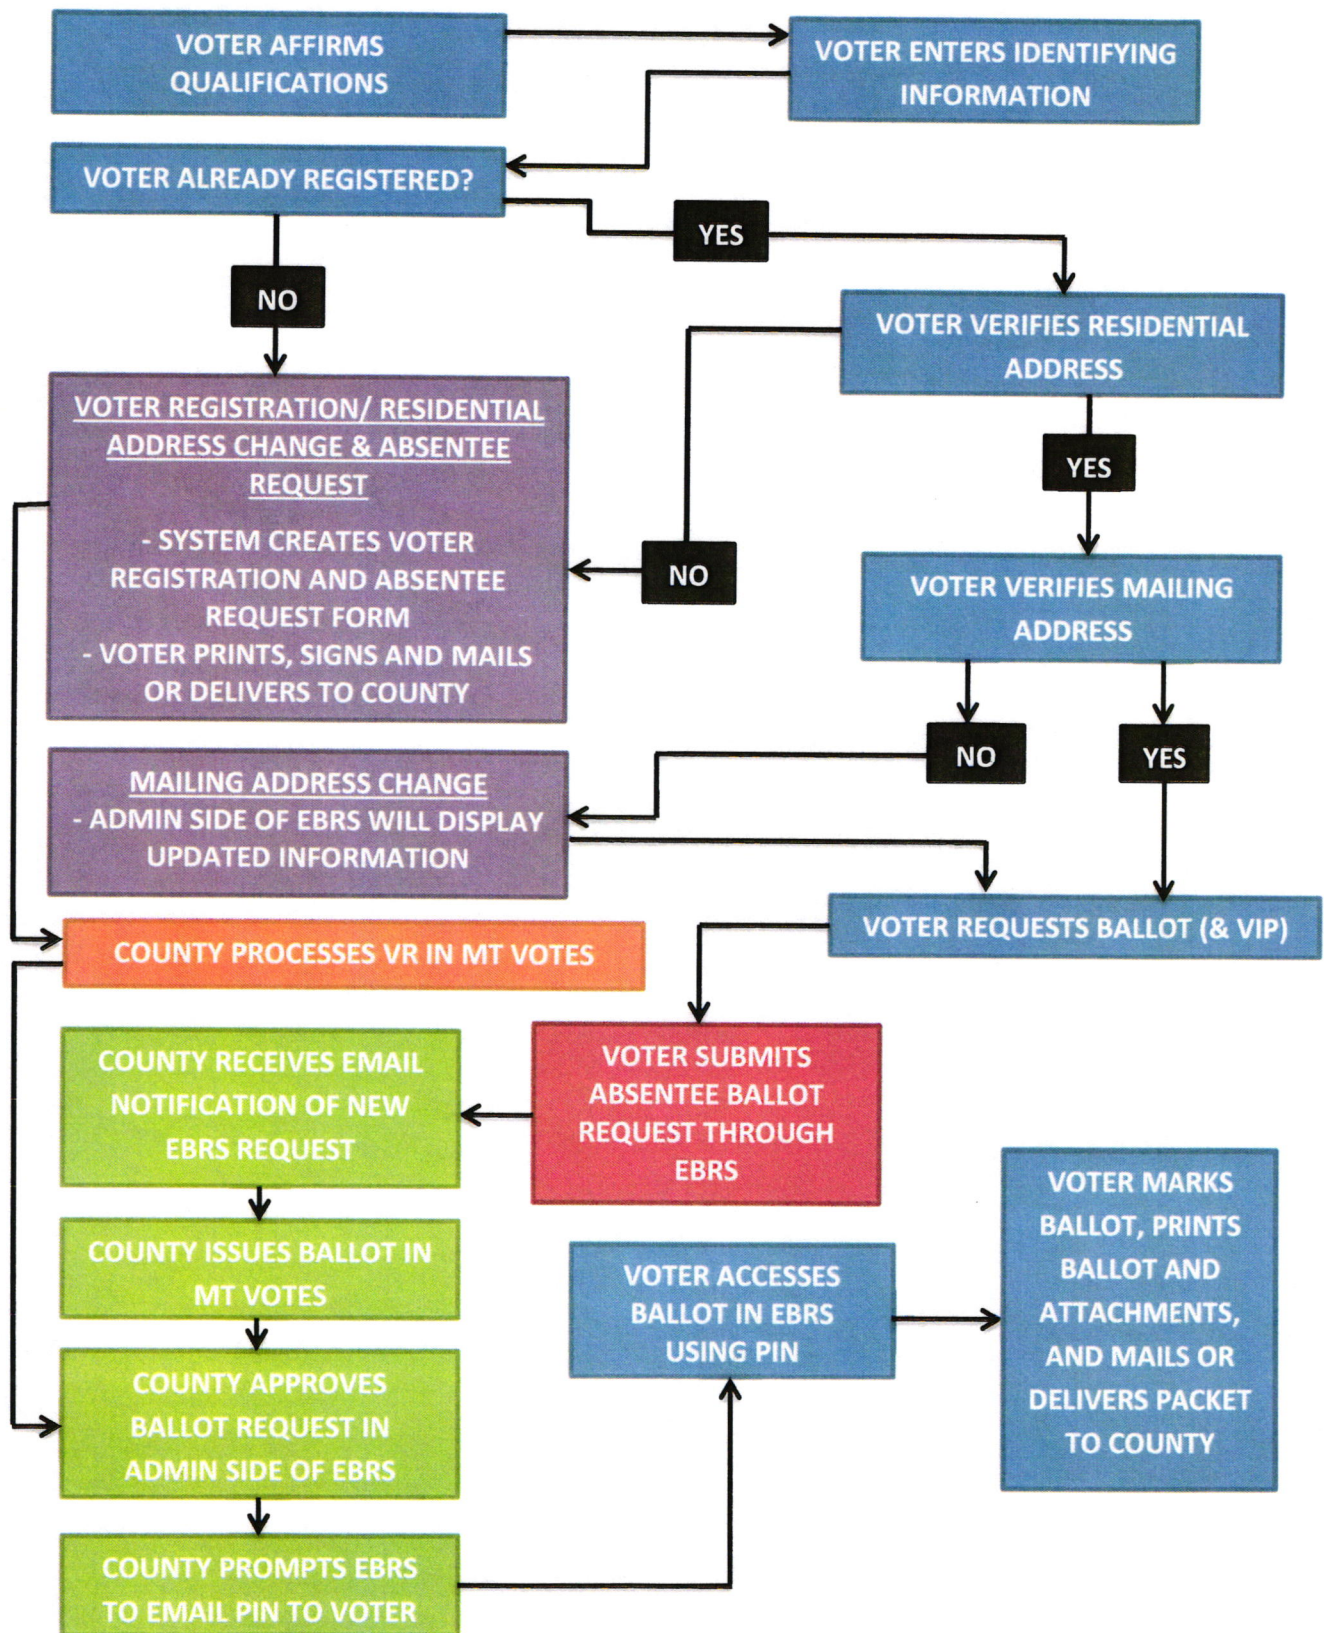 VOTER AFFIRMS
QUALIFICATIONS
VOTER ENTERS IDENTIFYING
INFORMATION
VOTER ALREADY REGISTERED?
YES
NO
VOTER VERIFIES RESIDENTIAL
ADDRESS
VOTER REGISTRATION/ RESIDENTIAL
ADDRESS CHANGE & ABSENTEE
REQUEST
- SYSTEM CREATES VOTER
REGISTRATION AND ABSENTEE
REQUEST FORM
- VOTER PRINTS, SIGNS AND MAILS
OR DELIVERS TO COUNTY
YES
NO
VOTER VERIFIES MAILING
ADDRESS
NO
YES
MAILING ADDRESS CHANGE
- ADMIN SIDE OF EBRS WILL DISPLAY
UPDATED INFORMATION
VOTER REQUESTS BALLOT (& VIP)
COUNTY PROCESSES VR IN MT VOTES
VOTER SUBMITS
ABSENTEE BALLOT
REQUEST THROUGH
EBRS
COUNTY RECEIVES EMAIL
NOTIFICATION OF NEW
EBRS REQUEST
COUNTY ISSUES BALLOT IN
MT VOTES
COUNTY APPROVES
BALLOT REQUEST IN
ADMIN SIDE OF EBRS
COUNTY PROMPTS EBRS
TO EMAIL PIN TO VOTER
VOTER ACCESSES
BALLOT IN EBRS
USING PIN
VOTER MARKS
BALLOT, PRINTS
BALLOT AND
ATTACHMENTS,
AND MAILS OR
DELIVERS PACKET
TO COUNTY